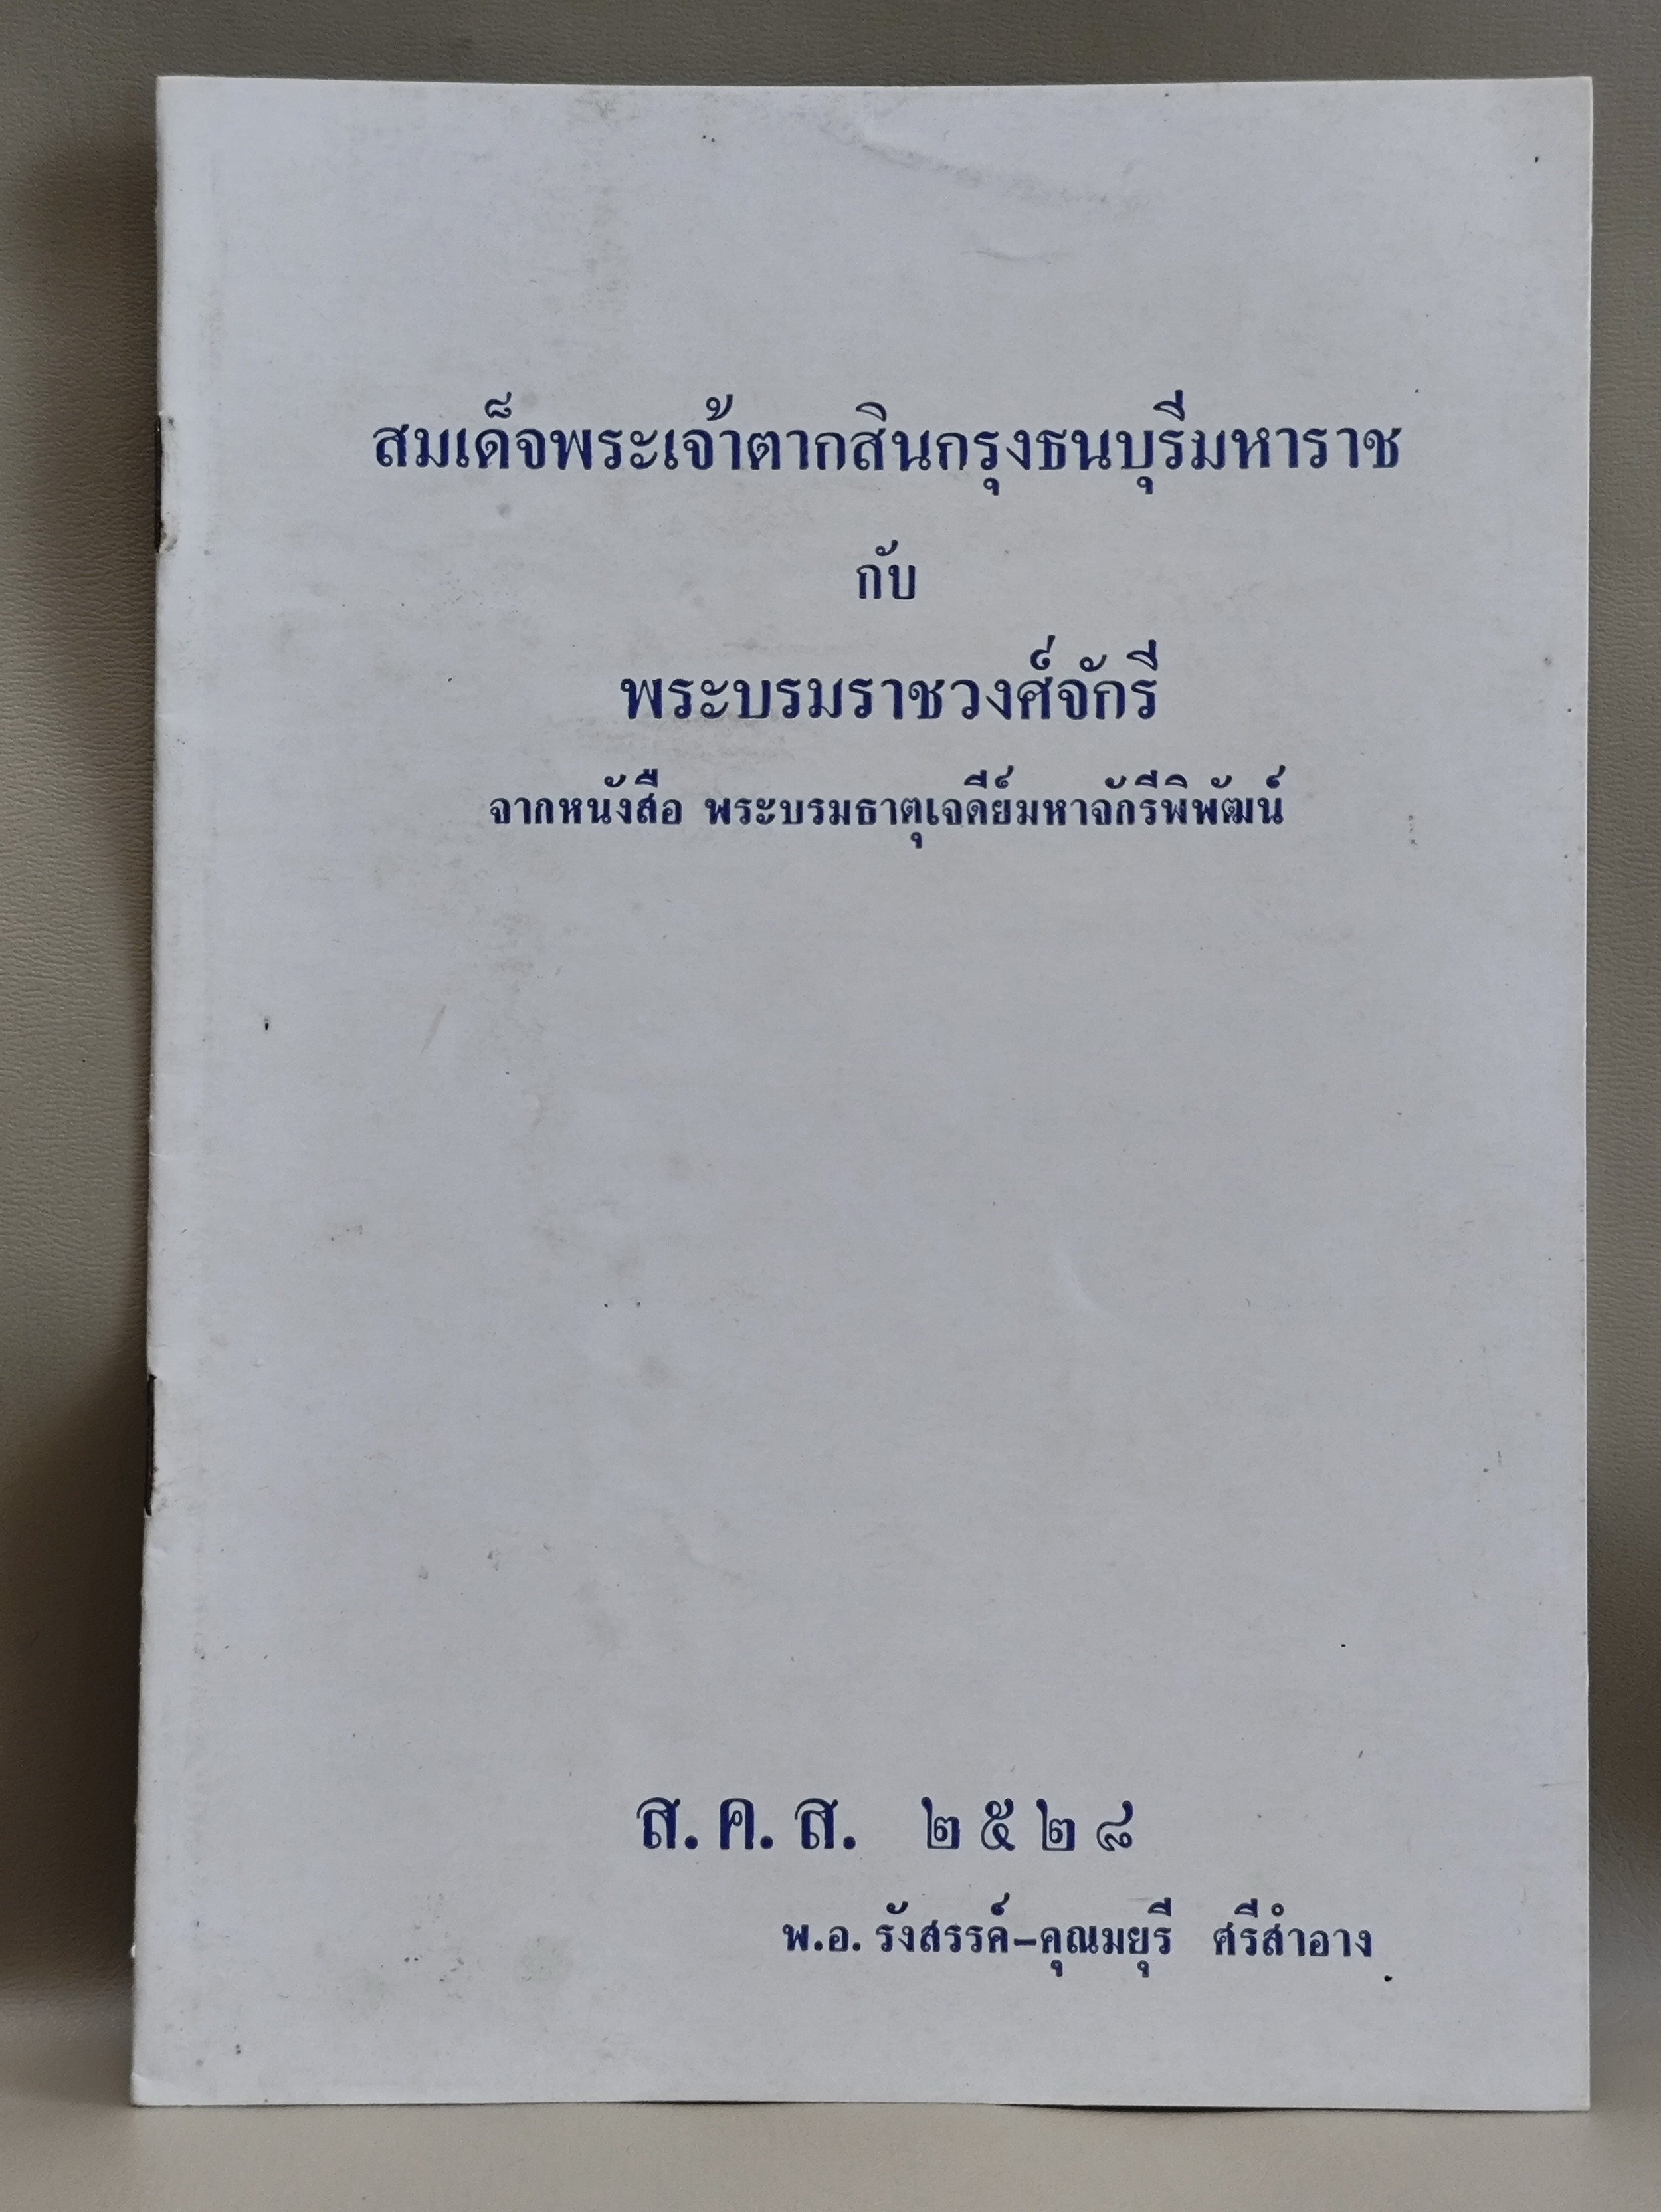 สมเด็จพระเจ้าตากสินกรุงธนบุรีมหาราช
กับ
พระบรมราชวงศ์จักรี
จากหนังสือ พระบรมธาตุเจดีย์มหาจักรีพิพัฒน์
ส.ค.ส. ๒๕๒๘
พ.อ. รังสรรค์-คุณมยุรี ศรีสำอาง